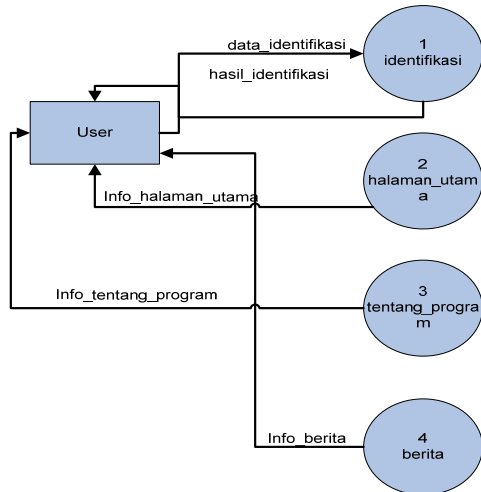 data_identifikasi
1
identifikasi
hasil_identifikasi
User
2
halaman_utam
a
Info_halaman_utama
3
tentang_progra
m
Info_tentang_program
Info_berita
4
berita